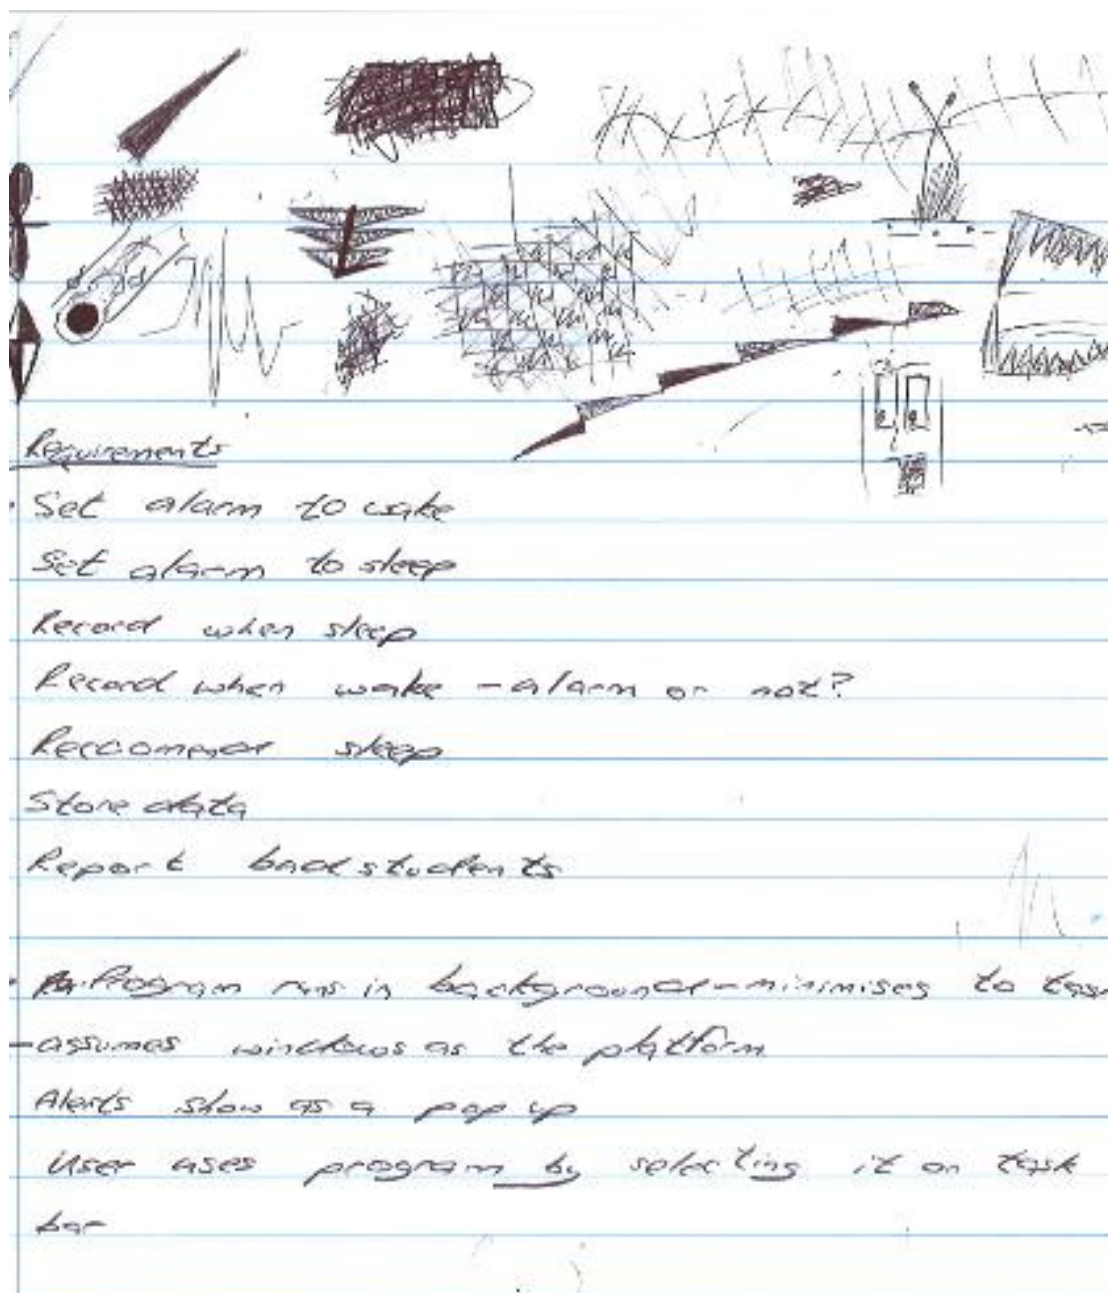 Requirements
Set alarm to wake
Set alarm to sleep
Record when sleep
Record when wake - alarm or not?
Reccomend sleep
Store data
Report back students
Program runs in background - minimises to tas
- assumes windows as the platform
Alerts show as a pop up
User uses program by selecting it on task
bar